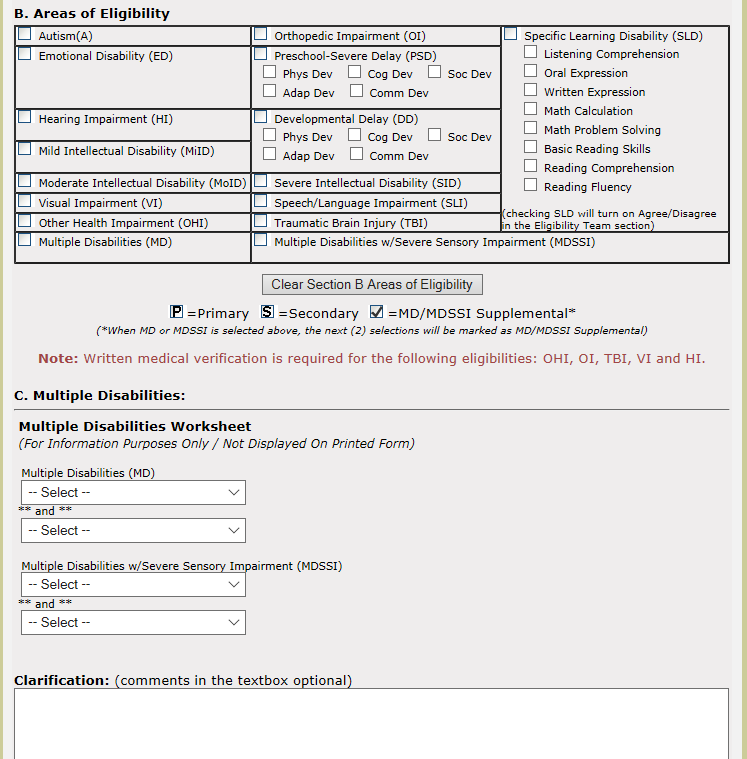 B. Areas of Eligibility
Autism(A)
Emotional Disability (ED)
Hearing Impairment (HI)
Mild Intellectual Disability (MiID)
Moderate Intellectual Disability (MoID)
Visual Impairment (VI)
Other Health Impairment (OHI)
Multiple Disabilities (MD)
Orthopedic Impairment (OI)
Preschool-Severe Delay (PSD)
Phys Dev Cog Dev Soc Dev
Adap Dev Comm Dev
Developmental Delay (DD)
Phys Dev Cog Dev Soc Dev
Adap Dev Comm Dev
Severe Intellectual Disability (SID)
Speech/Language Impairment (SLI)
Traumatic Brain Injury (TBI)
Multiple Disabilities w/Severe Sensory Impairment (MDSSI)
Specific Learning Disability (SLD)
Listening Comprehension
Oral Expression
Written Expression
Math Calculation
Math Problem Solving
Basic Reading Skills
Reading Comprehension
Reading Fluency
(checking SLD will turn on Agree/Disagree
in the Eligibility Team section)
Clear Section B Areas of Eligibility
P =Primary S =Secondary =MD/MDSSI Supplemental*
(*When MD or MDSSI is selected above, the next (2) selections will be marked as MD/MDSSI Supplemental)
Note: Written medical verification is required for the following eligibilities: OHI, OI, TBI, VI and HI.
C. Multiple Disabilities:
Multiple Disabilities Worksheet
(For Information Purposes Only / Not Displayed On Printed Form)
Multiple Disabilities (MD)
-- Select --
** and **
-- Select --
Multiple Disabilities w/Severe Sensory Impairment (MDSSI)
-- Select --
** and **
-- Select --
Clarification: (comments in the textbox optional)